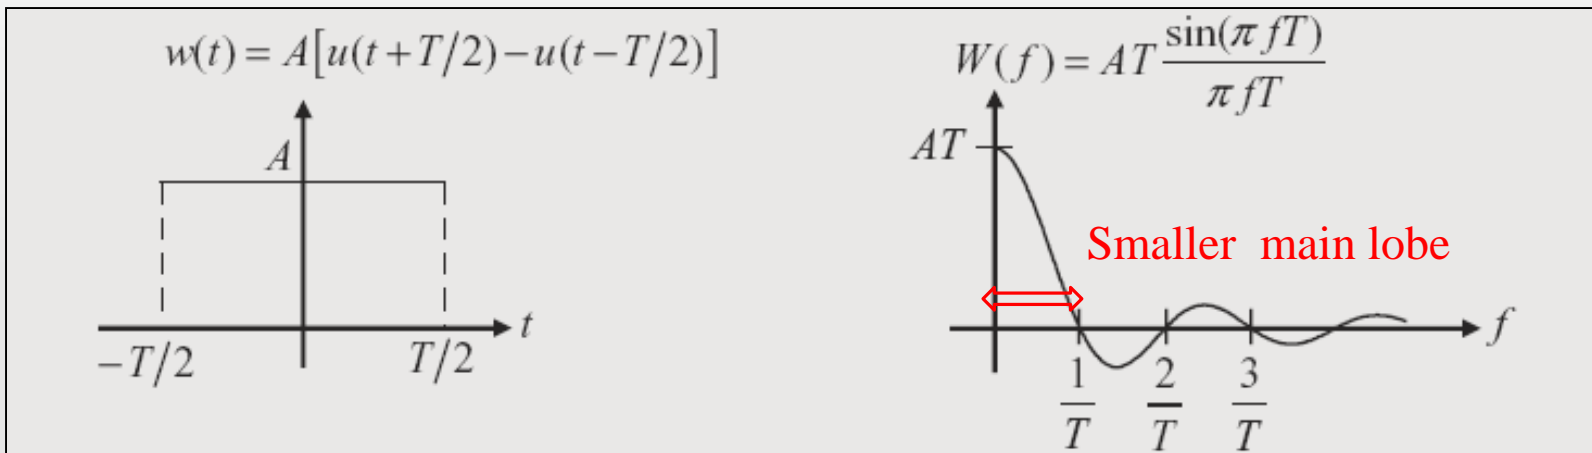 w(t) = A[u(t+T/2) − u(t−T/2)]
A
t
−T/2
T/2
W(f) = AT sin(πfT)/πfT
AT
Smaller main lobe
f
1/T 2/T 3/T